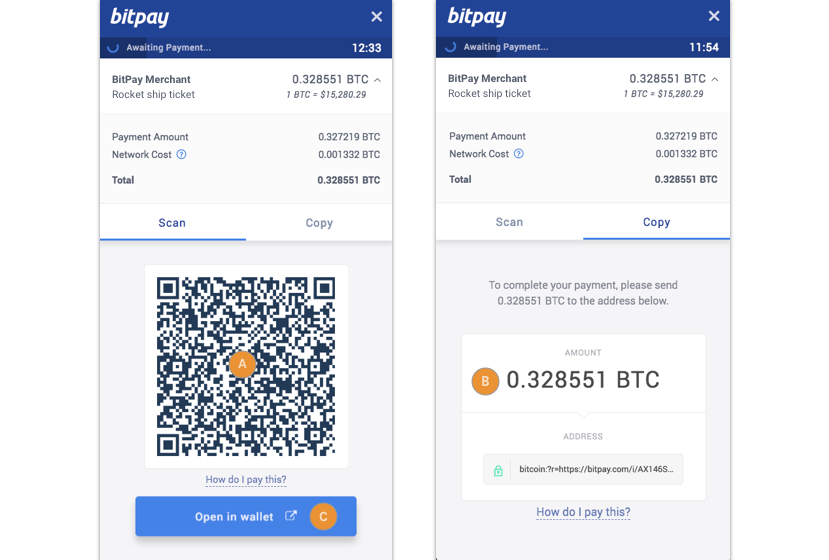 bitpay
Awaiting Payment... 12:33
BitPay Merchant 0.328551 BTC
Rocket ship ticket 1 BTC = $15,280.29
Payment Amount 0.327219 BTC
Network Cost ? 0.001332 BTC
Total 0.328551 BTC
Scan Copy
A
How do I pay this?
Open in wallet C
bitpay
Awaiting Payment... 11:54
BitPay Merchant 0.328551 BTC
Rocket ship ticket 1 BTC = $15,280.29
Payment Amount 0.327219 BTC
Network Cost ? 0.001332 BTC
Total 0.328551 BTC
Scan Copy
To complete your payment, please send
0.328551 BTC to the address below.
AMOUNT
B 0.328551 BTC
ADDRESS
bitcoin:?r=https://bitpay.com/i/AX146S...
How do I pay this?